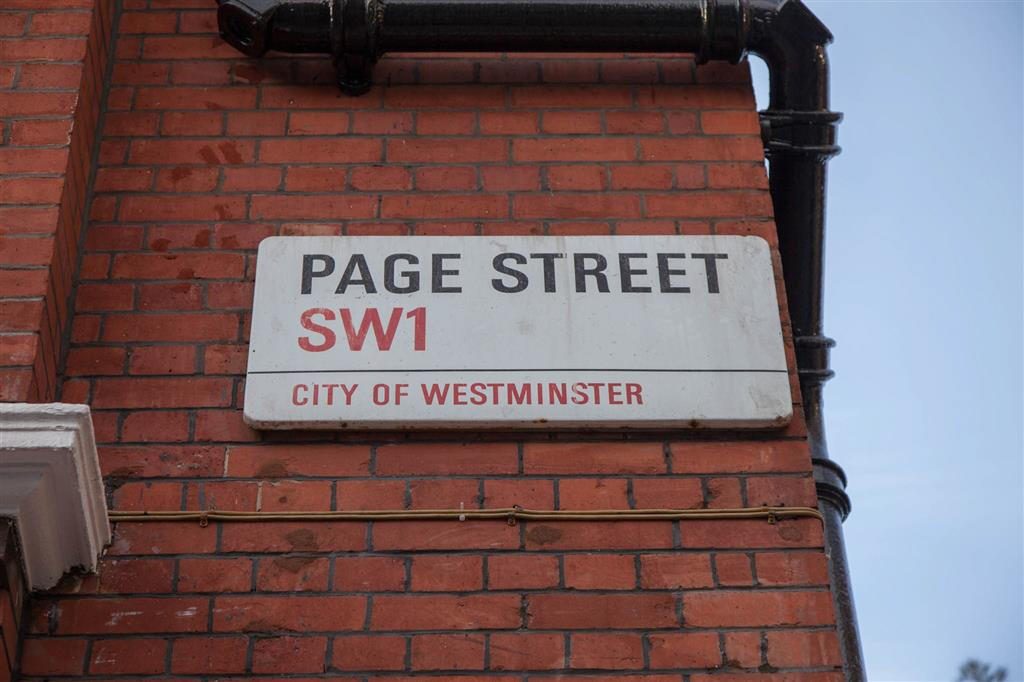 PAGE STREET
SW1
CITY OF WESTMINSTER